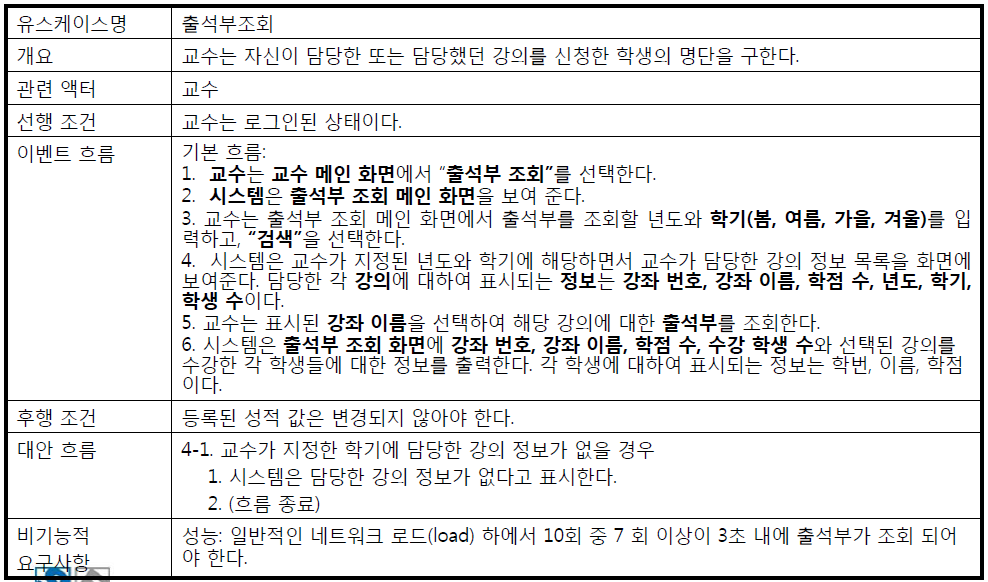 유스케이스명 출석부조회
개요 교수는 자신이 담당한 또는 담당했던 강의를 신청한 학생의 명단을 구한다.
관련 액터 교수
선행 조건 교수는 로그인된 상태이다.
이벤트 흐름 기본 흐름:
1. 교수는 교수 메인 화면에서 “출석부 조회”를 선택한다.
2. 시스템은 출석부 조회 메인 화면을 보여 준다.
3. 교수는 출석부 조회 메인 화면에서 출석부를 조회할 년도와 학기(봄, 여름, 가을, 겨울)를 입
력하고, “검색”을 선택한다.
4. 시스템은 교수가 지정된 년도와 학기에 해당하면서 교수가 담당한 강의 정보 목록을 화면에
보여준다. 담당한 각 강의에 대하여 표시되는 정보는 강좌 번호, 강좌 이름, 학점 수, 년도, 학기,
학생 수이다.
5. 교수는 표시된 강좌 이름을 선택하여 해당 강의에 대한 출석부를 조회한다.
6. 시스템은 출석부 조회 화면에 강좌 번호, 강좌 이름, 학점 수, 수강 학생 수와 선택된 강의를
수강한 각 학생들에 대한 정보를 출력한다. 각 학생에 대하여 표시되는 정보는 학번, 이름, 학점
이다.
후행 조건 등록된 성적 값은 변경되지 않아야 한다.
대안 흐름 4-1. 교수가 지정한 학기에 담당한 강의 정보가 없을 경우
1. 시스템은 담당한 강의 정보가 없다고 표시한다.
2. (흐름 종료)
비기능적 성능: 일반적인 네트워크 로드(load) 하에서 10회 중 7 회 이상이 3초 내에 출석부가 조회 되어
요구사항 야 한다.